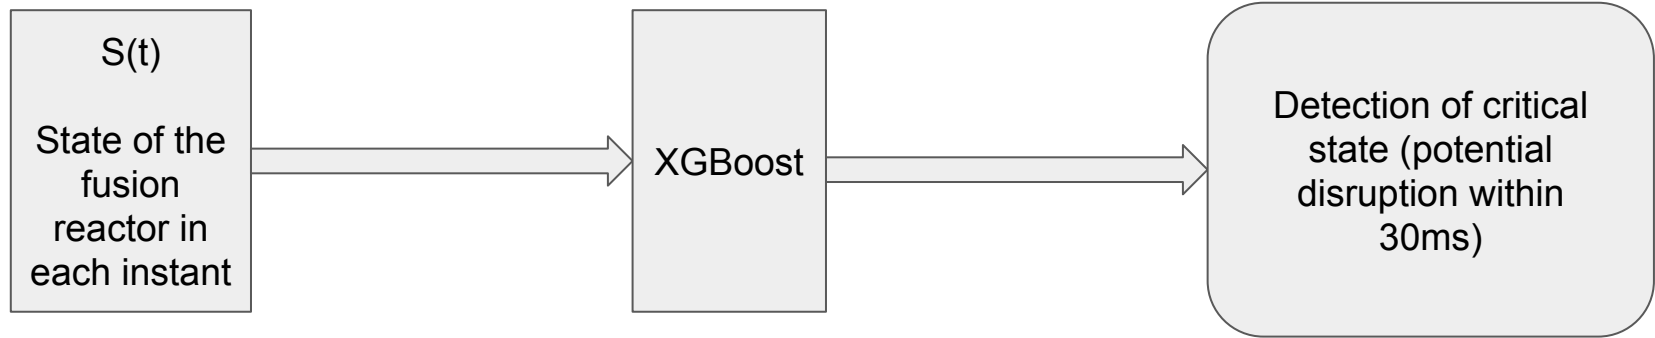 S(t)
State of the
fusion
reactor in
each instant
XGBoost
Detection of critical
state (potential
disruption within
30ms)